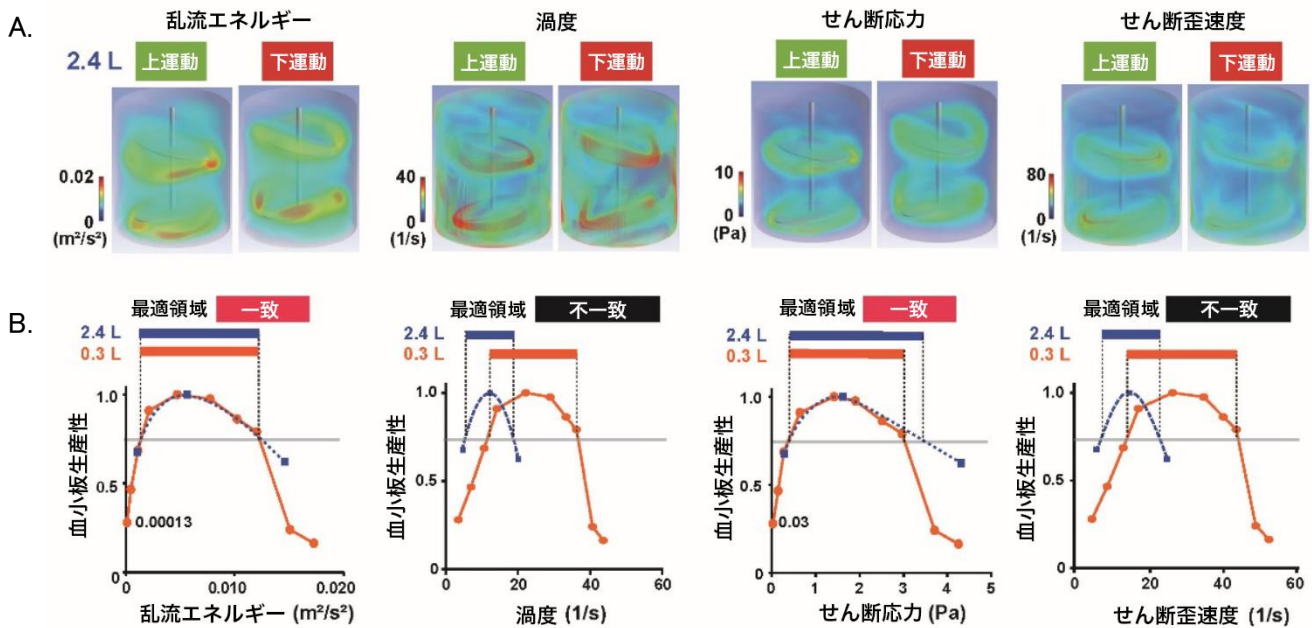 A.
乱流エネルギー
渦度
せん断応力
せん断歪速度
2.4 L
上運動
下運動
上運動
下運動
上運動
下運動
上運動
下運動
0.02
0
(m²/s²)
40
0
(1/s)
10
0
(Pa)
80
0
(1/s)
B.
最適領域 一致
2.4 L
0.3 L
血小板生産性
1.0
0.5
0
0.00013
0 0.010 0.020
乱流エネルギー (m²/s²)
最適領域 不一致
2.4 L
0.3 L
血小板生産性
1.0
0.5
0
0 20 40 60
渦度 (1/s)
最適領域 一致
2.4 L
0.3 L
血小板生産性
1.0
0.5
0
0.03
0 1 2 3 4 5
せん断応力 (Pa)
最適領域 不一致
2.4 L
0.3 L
血小板生産性
1.0
0.5
0
0 20 40 60
せん断歪速度 (1/s)